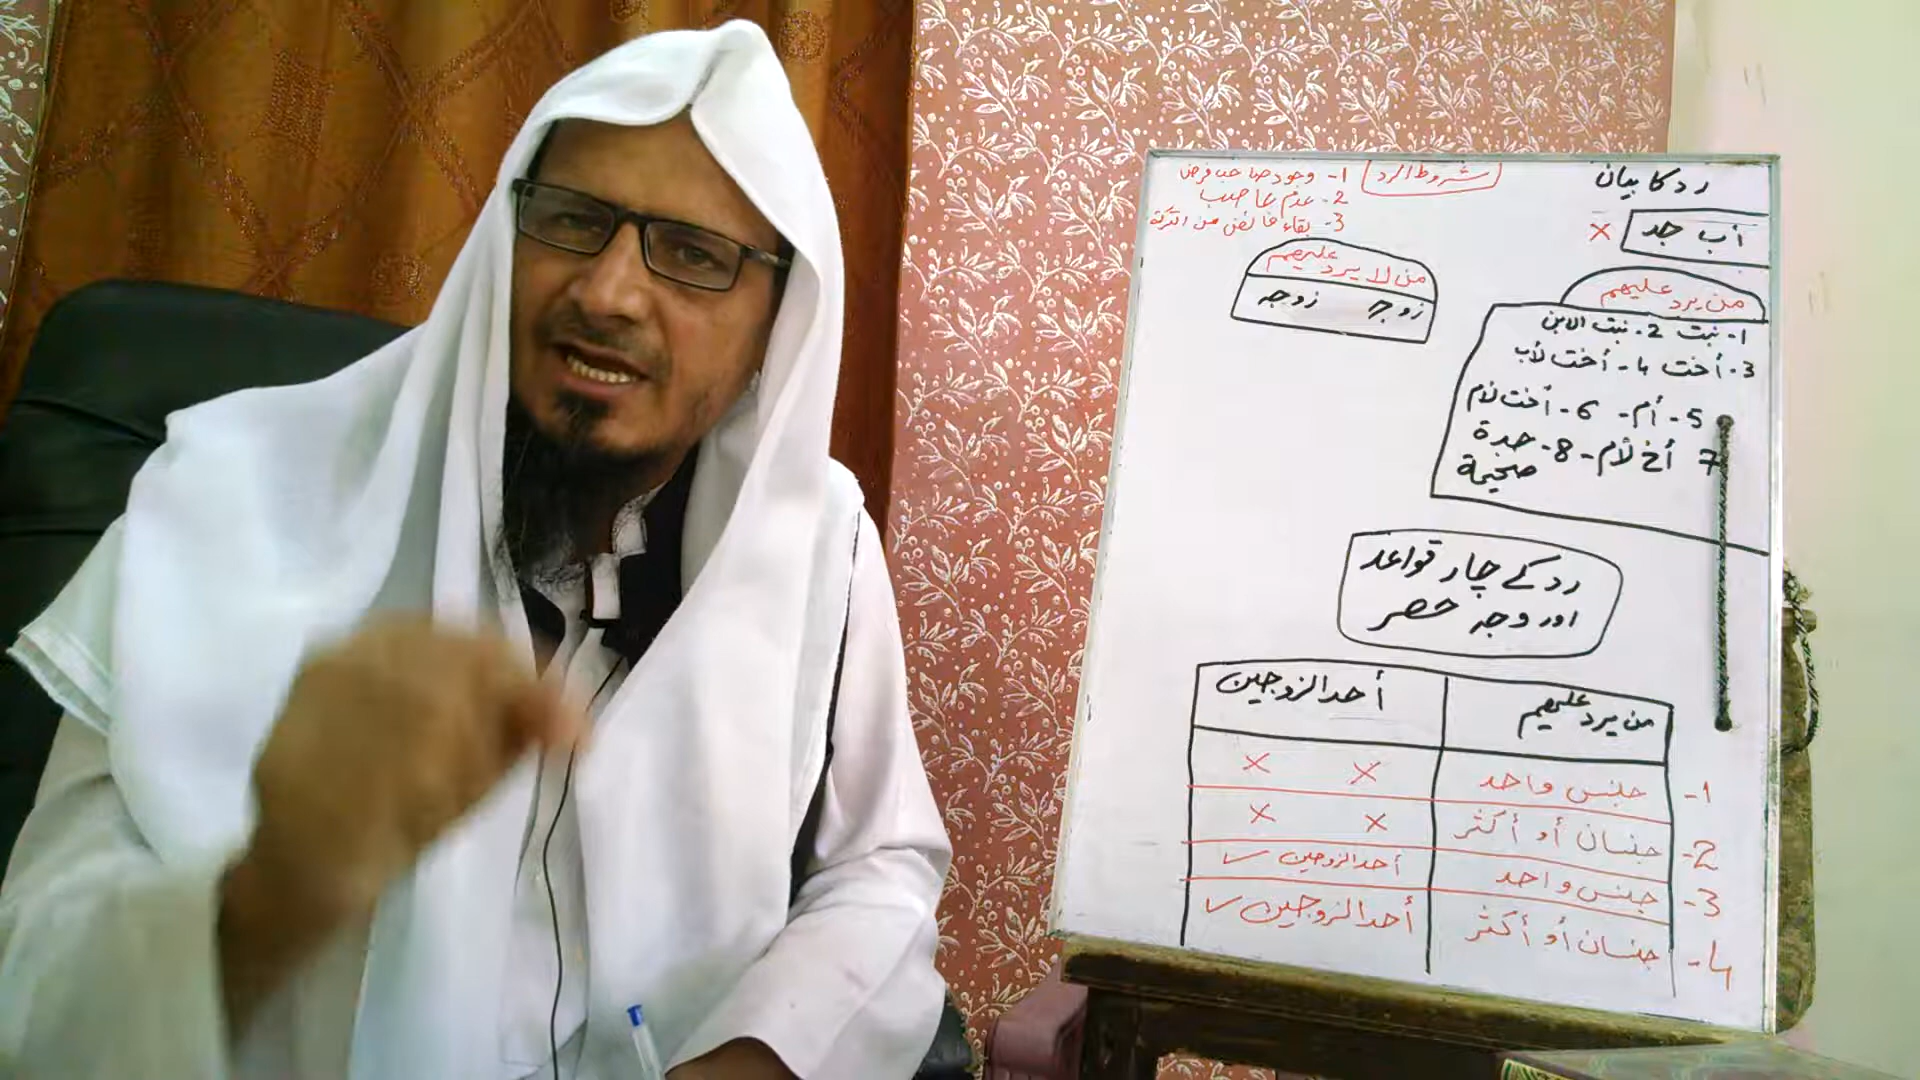 رد کا بیان
أب جد ×
شروط الرد
1- وجود صاحب فرض
2- عدم عاصب
3- بقاء فائض من التركة
من يرد عليهم
1- بنت 2- بنت الابن
3- أخت 4- أخت لأب
5- أم- 6- أخت لأم
7 أخ لأم- 8- جدة
صحيحة
من لا يرد عليهم
زوج زوجہ
رد کے چار قواعد
اور وجہ حصر
من يرد عليهم أحد الزوجين
1- جنس واحد × ×
2- جنسان أو أكثر × ×
3- جنس واحد أحد الزوجين ✓
4- جنسان أو أكثر أحد الزوجين ✓